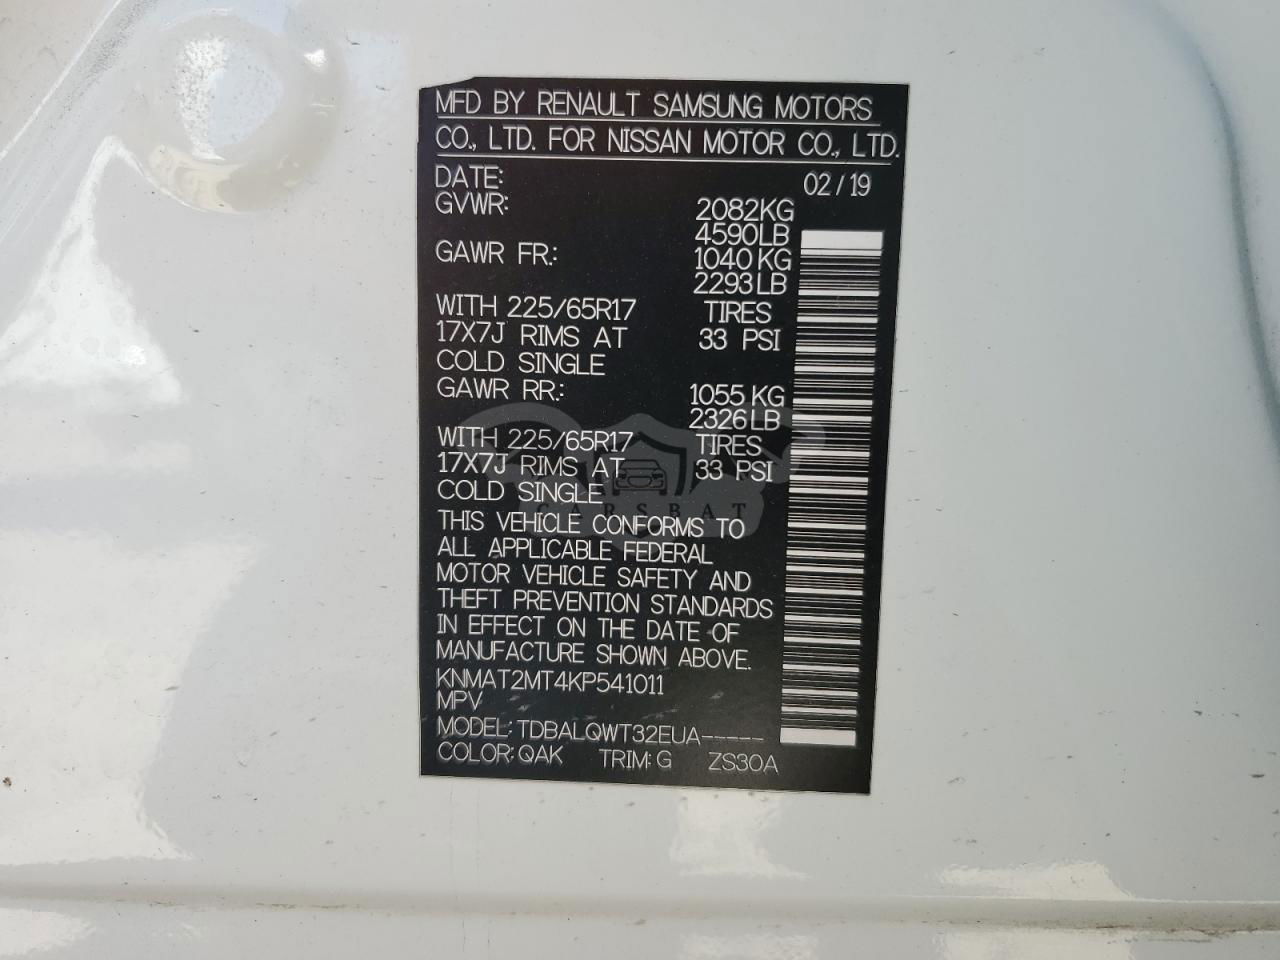 MFD BY RENAULT SAMSUNG MOTORS
CO., LTD. FOR NISSAN MOTOR CO., LTD.
DATE: 02/19
GVWR: 2082KG
4590LB
GAWR FR.: 1040KG
2293LB
WITH 225/65R17 TIRES
17X7J RIMS AT 33 PSI
COLD SINGLE
GAWR RR.: 1055KG
2326LB
WITH 225/65R17 TIRES
17X7J RIMS AT 33 PSI
COLD SINGLE
CARSBAT
THIS VEHICLE CONFORMS TO
ALL APPLICABLE FEDERAL
MOTOR VEHICLE SAFETY AND
THEFT PREVENTION STANDARDS
IN EFFECT ON THE DATE OF
MANUFACTURE SHOWN ABOVE.
KNMAT2MT4KP541011
MPV
MODEL: TDBALQWT32EUA-----
COLOR: QAK TRIM: G ZS30A